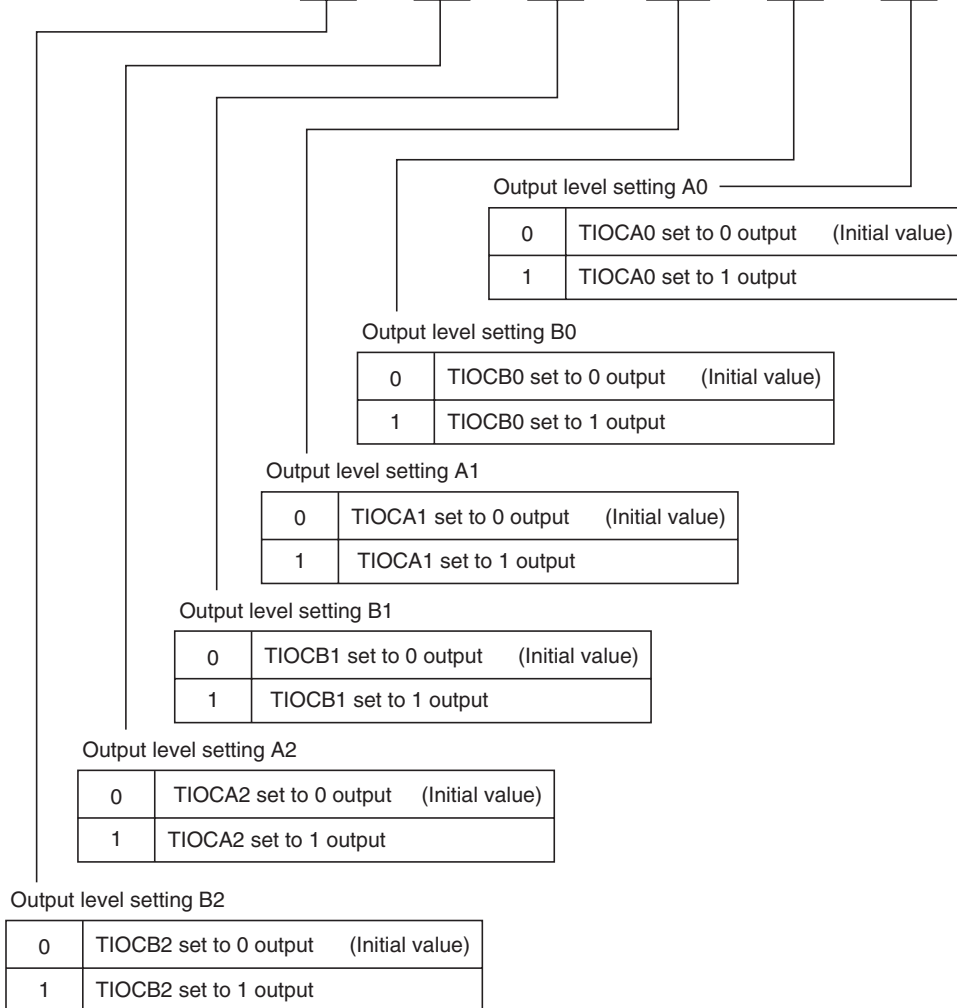 Output level setting A0
0 TIOCA0 set to 0 output (Initial value)
1 TIOCA0 set to 1 output
Output level setting B0
0 TIOCB0 set to 0 output (Initial value)
1 TIOCB0 set to 1 output
Output level setting A1
0 TIOCA1 set to 0 output (Initial value)
1 TIOCA1 set to 1 output
Output level setting B1
0 TIOCB1 set to 0 output (Initial value)
1 TIOCB1 set to 1 output
Output level setting A2
0 TIOCA2 set to 0 output (Initial value)
1 TIOCA2 set to 1 output
Output level setting B2
0 TIOCB2 set to 0 output (Initial value)
1 TIOCB2 set to 1 output